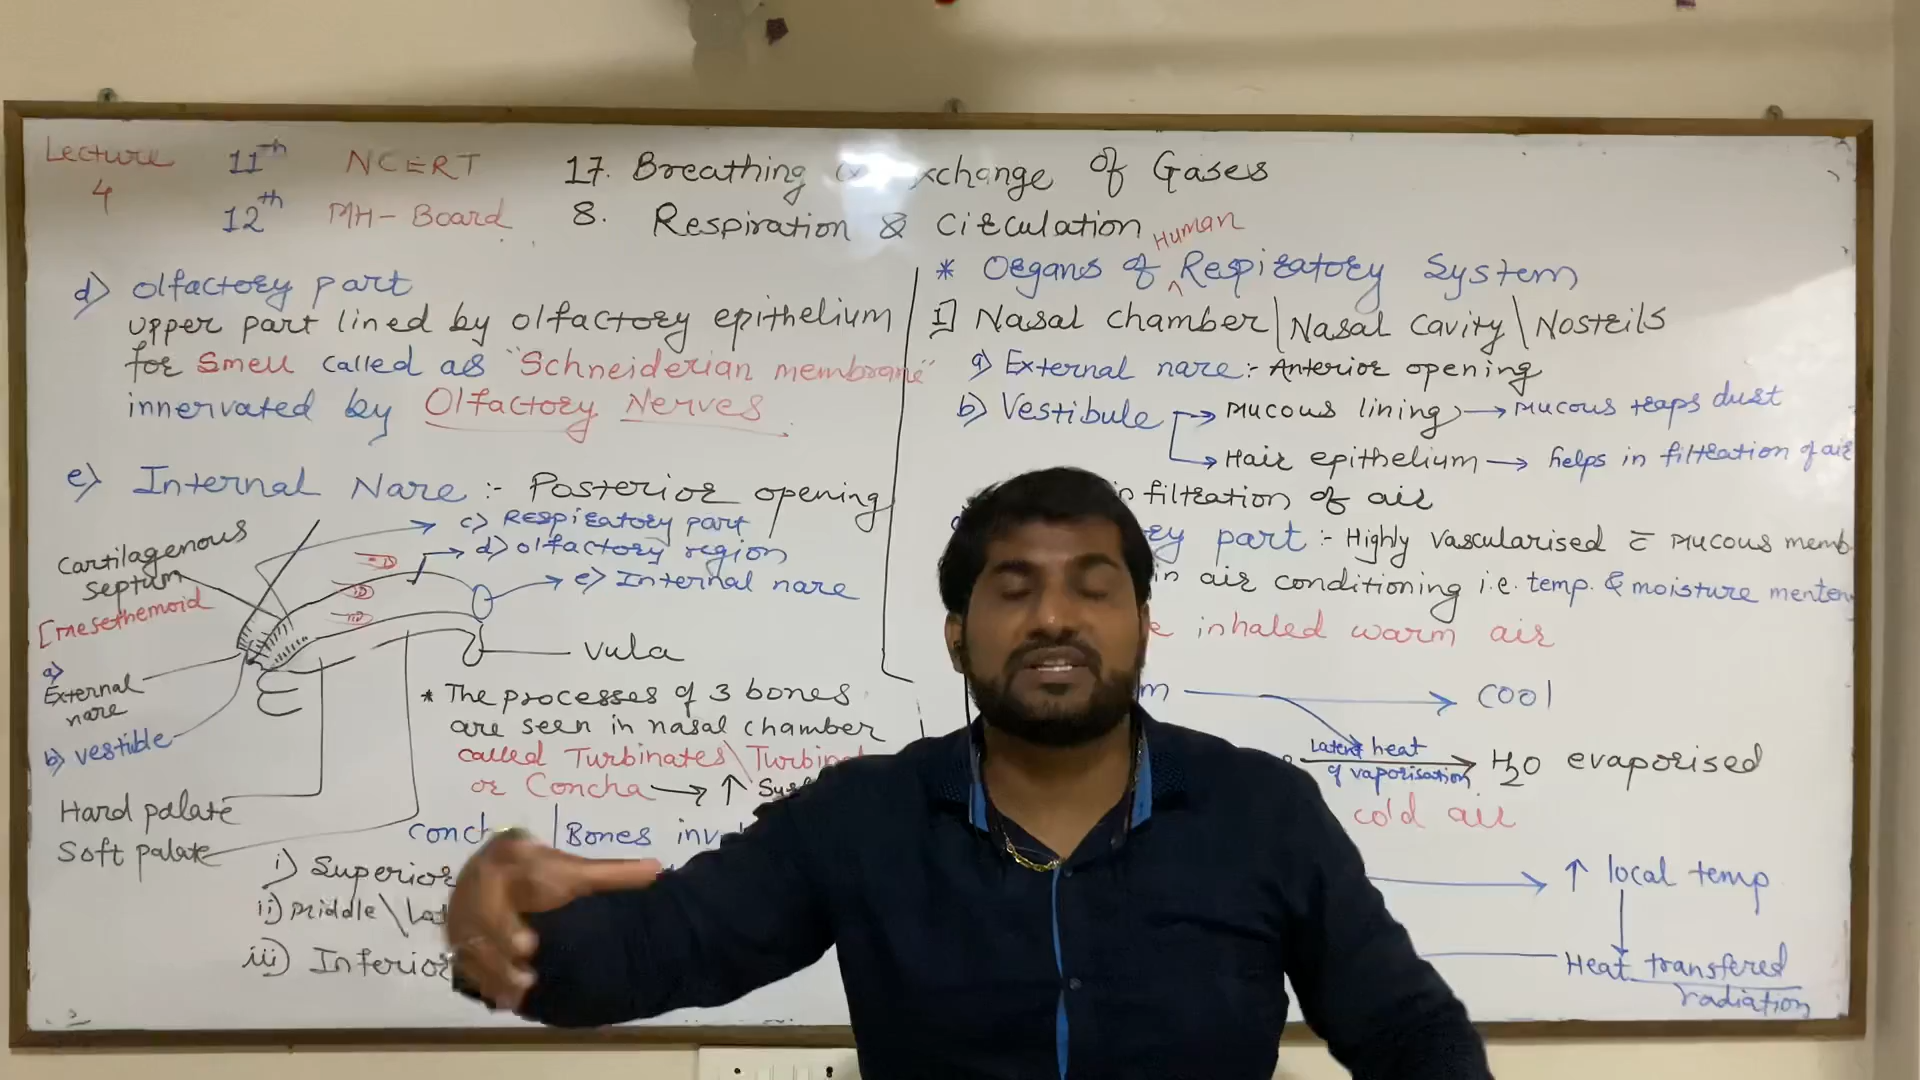 Lecture 4
11th NCERT 17. Breathing & Exchange of Gases
12th MH-Board 8. Respiration & Circulation
d) Olfactory part
upper part lined by olfactory epithelium
for smell called as "Schneiderian membrane"
innervated by Olfactory Nerves
e) Internal Nare :- Posterior opening
c) Respiratory part
d) olfactory region
e) Internal nare
Cartilagenous
septum
[mesethemoid
a)
External
nare
b) vestible
Vula
Hard palate
Soft palate
* The processes of 3 bones
are seen in nasal chamber
called Turbinates\
or Concha → ↑
Bones
i) Superior
ii) Middle\
iii) Inferior
* Organs of Human Respiratory System
I] Nasal chamber | Nasal Cavity \ Nostrils
a) External nare :- Anterior opening
b) Vestibule → Mucous lining → Mucous traps dust
→ Hair epithelium → helps in filtration of air
in filtration of air
part :- Highly vascularised c̄ Mucous memb
in air conditioning i.e. temp. & moisture menten
inhaled warm air
→ cool
Latent heat
of vaporisation → H2O evaporised
cold air
→ ↑ local temp
Heat transfered
radiation